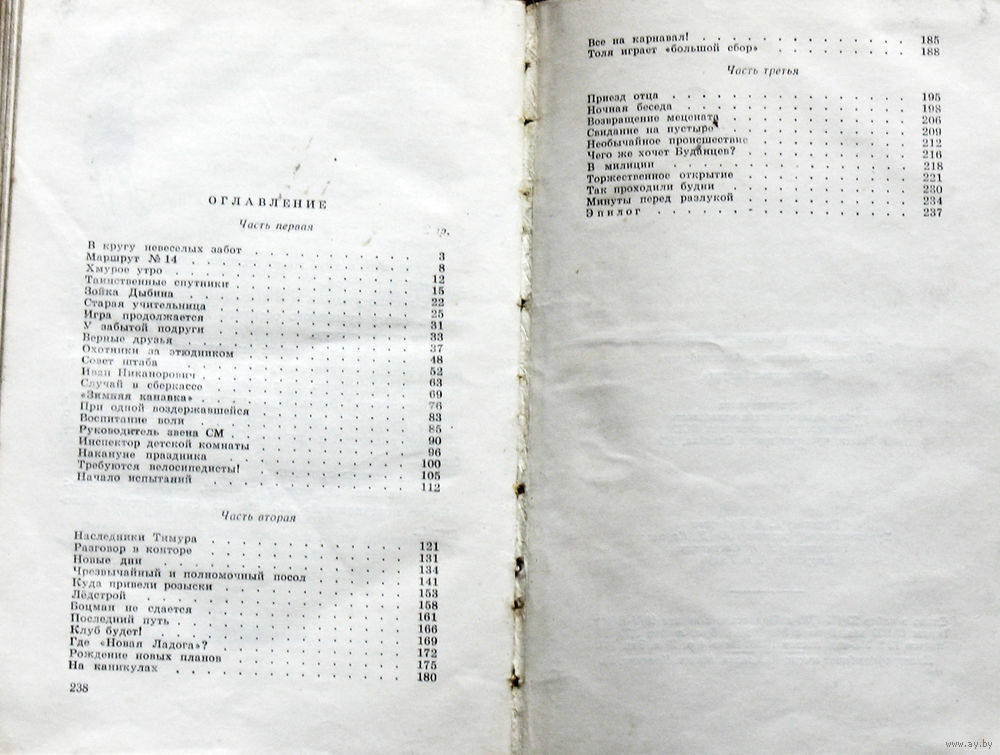 ОГЛАВЛЕНИЕ
Часть первая
В кругу невеселых забот 3
Маршрут № 14 8
Хмурое утро 12
Таинственные спутники 15
Зойка Дыбина 22
Старая учительница 25
Игра продолжается 31
У забытой подруги 33
Верные друзья 37
Охотники за этюдником 48
Совет штаба 52
Иван Никанорович 63
Случай в сберкассе 69
«Зимняя канавка» 76
При одной воздержавшейся 83
Воспитание воли 85
Руководитель звена СМ 90
Инспектор детской комнаты 96
Накануне праздника 100
Требуются велосипедисты! 105
Начало испытаний 112
Часть вторая
Наследники Тимура 121
Разговор в конторе 131
Новые дни 134
Чрезвычайный и полномочный посол 141
Куда привели розыски 153
Лёдстрой 158
Боцман не сдается 161
Последний путь 166
Клуб будет! 169
Где «Новая Ладога»? 172
Рождение новых планов 175
На каникулах 180
238
Все на карнавал! 185
Толя играет «большой сбор» 188
Часть третья
Приезд отца 195
Ночная беседа 198
Возвращение мецената 206
Свидание на пустыре 209
Необычайное происшествие 212
Чего же хочет Буданцев? 216
В милиции 218
Торжественное открытие 221
Так проходили будни 230
Минуты перед разлукой 234
Эпилог 237
www.ay.by